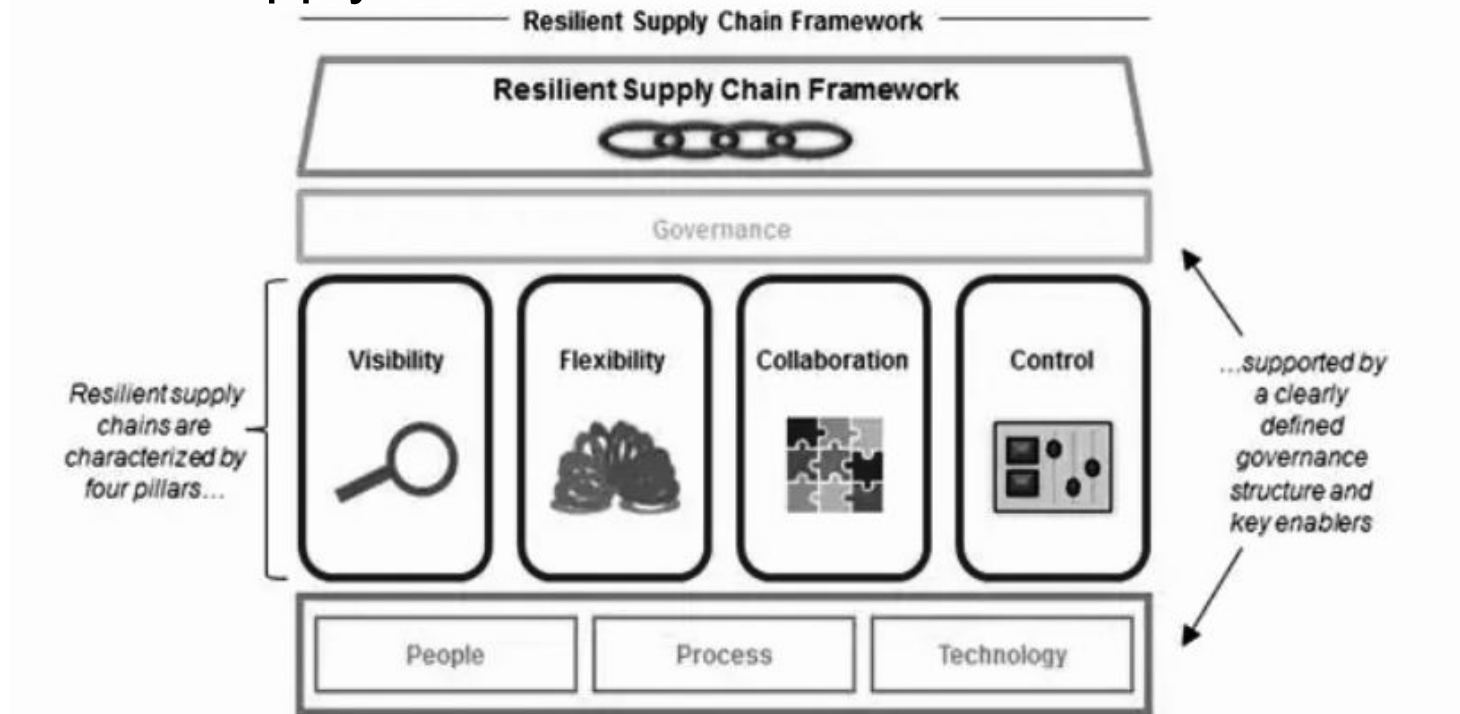 Resilient Supply Chain Framework
Resilient Supply Chain Framework
Governance
Resilient supply
chains are
characterized by
four pillars...
Visibility
Flexibility
Collaboration
Control
...supported by
a clearly
defined
governance
structure and
key enablers
People
Process
Technology